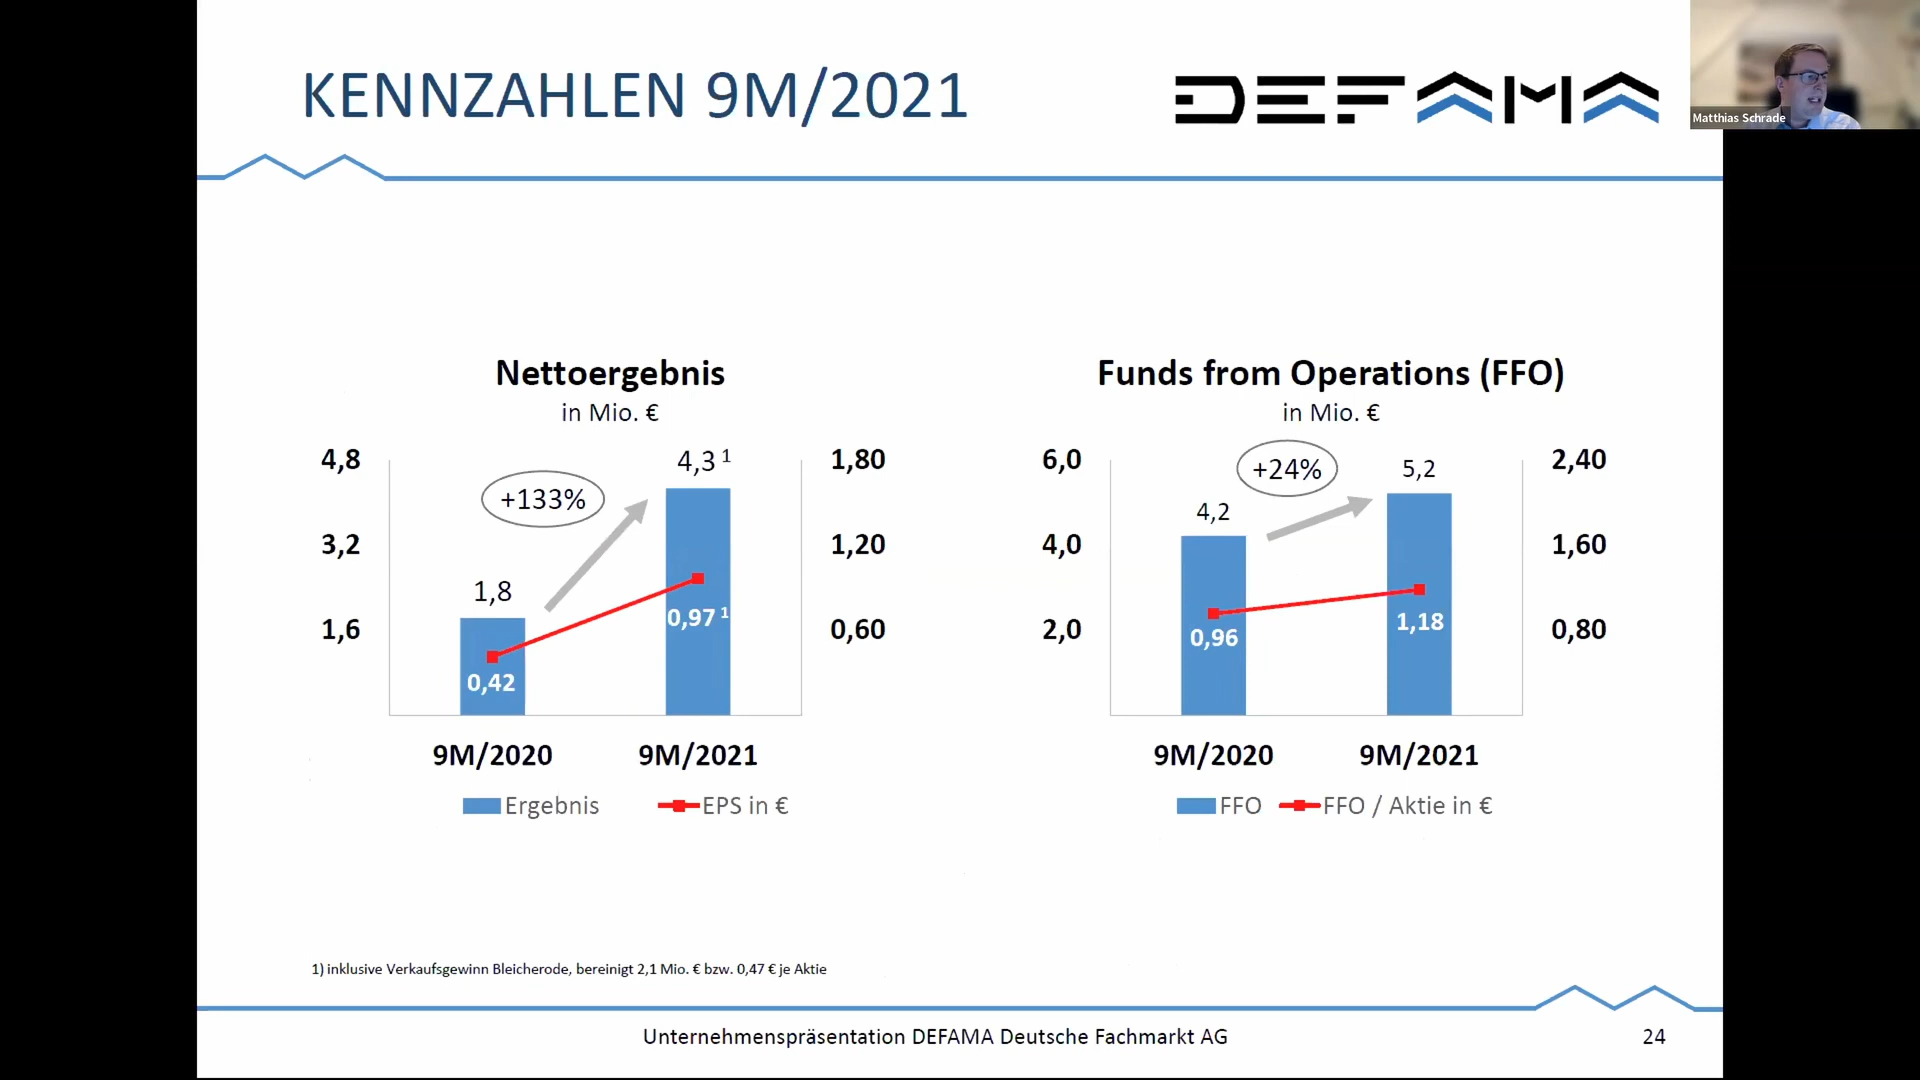 KENNZAHLEN 9M/2021
DEFAMA
Matthias Schrade
Nettoergebnis
in Mio. €
4,8
3,2
1,6
1,80
1,20
0,60
+133%
1,8
4,3 1
0,42
0,97 1
9M/2020
9M/2021
Ergebnis
EPS in €
Funds from Operations (FFO)
in Mio. €
6,0
4,0
2,0
2,40
1,60
0,80
+24%
4,2
5,2
0,96
1,18
9M/2020
9M/2021
FFO
FFO / Aktie in €
1) inklusive Verkaufsgewinn Bleicherode, bereinigt 2,1 Mio. € bzw. 0,47 € je Aktie
Unternehmenspräsentation DEFAMA Deutsche Fachmarkt AG
24